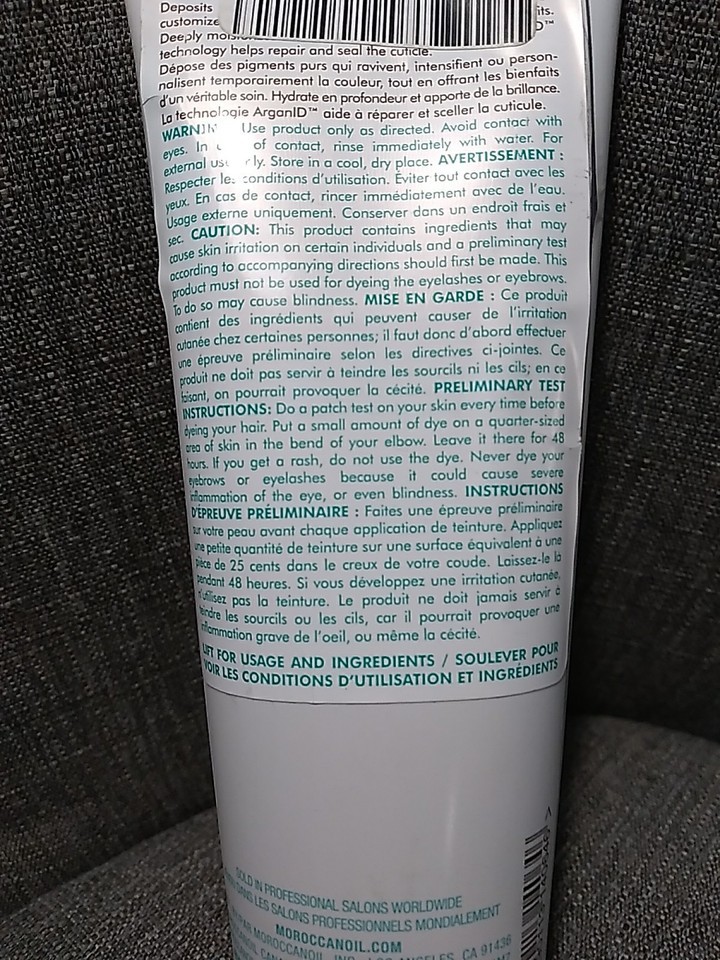 Deposits its.
customize D™
Deeply
technology helps repair and seal the cuticle.
Dépose des pigments purs qui ravivent, intensifient ou person-
nalisent temporairement la couleur, tout en offrant les bienfaits
d'un véritable soin. Hydrate en profondeur et apporte de la brillance.
La technologie ArganID™ aide à réparer et sceller la cuticule.
Use product only as directed. Avoid contact with
eyes. In of contact, rinse immediately with water. For
external Store in a cool, dry place. AVERTISSEMENT :
Respecter les conditions d'utilisation. Éviter tout contact avec les
yeux. En cas de contact, rincer immédiatement avec de l'eau.
Usage externe uniquement. Conserver dans un endroit frais et
sec. CAUTION: This product contains ingredients that may
cause skin irritation on certain individuals and a preliminary test
according to accompanying directions should first be made. This
product must not be used for dyeing the eyelashes or eyebrows.
To do so may cause blindness. MISE EN GARDE : Ce produit
contient des ingrédients qui peuvent causer de l'irritation
cutanée chez certaines personnes; il faut donc d'abord effectuer
une épreuve préliminaire selon les directives ci-jointes. Ce
produit ne doit pas servir à teindre les sourcils ni les cils; en ce
faisant, on pourrait provoquer la cécité. PRELIMINARY TEST
INSTRUCTIONS: Do a patch test on your skin every time before
dyeing your hair. Put a small amount of dye on a quarter-sized
area of skin in the bend of your elbow. Leave it there for 48
hours. If you get a rash, do not use the dye. Never dye your
eyebrows or eyelashes because it could cause severe
inflammation of the eye, or even blindness. INSTRUCTIONS
D'ÉPREUVE PRÉLIMINAIRE : Faites une épreuve préliminaire
sur votre peau avant chaque application de teinture. Appliquez
une petite quantité de teinture sur une surface équivalent à une
pièce de 25 cents dans le creux de votre coude. Laissez-le là
pendant 48 heures. Si vous développez une irritation cutanée,
n'utilisez pas la teinture. Le produit ne doit jamais servir à
teindre les sourcils ou les cils, car il pourrait provoquer une
inflammation grave de l'oeil, ou même la cécité.
LIFT FOR USAGE AND INGREDIENTS / SOULEVER POUR
VOIR LES CONDITIONS D'UTILISATION ET INGRÉDIENTS
SOLD IN PROFESSIONAL SALONS WORLDWIDE
DANS LES SALONS PROFESSIONNELS MONDIALEMENT
MOROCCANOIL.COM
PAR MOROCCANOIL, INC., LOS ANGELES, CA 91436